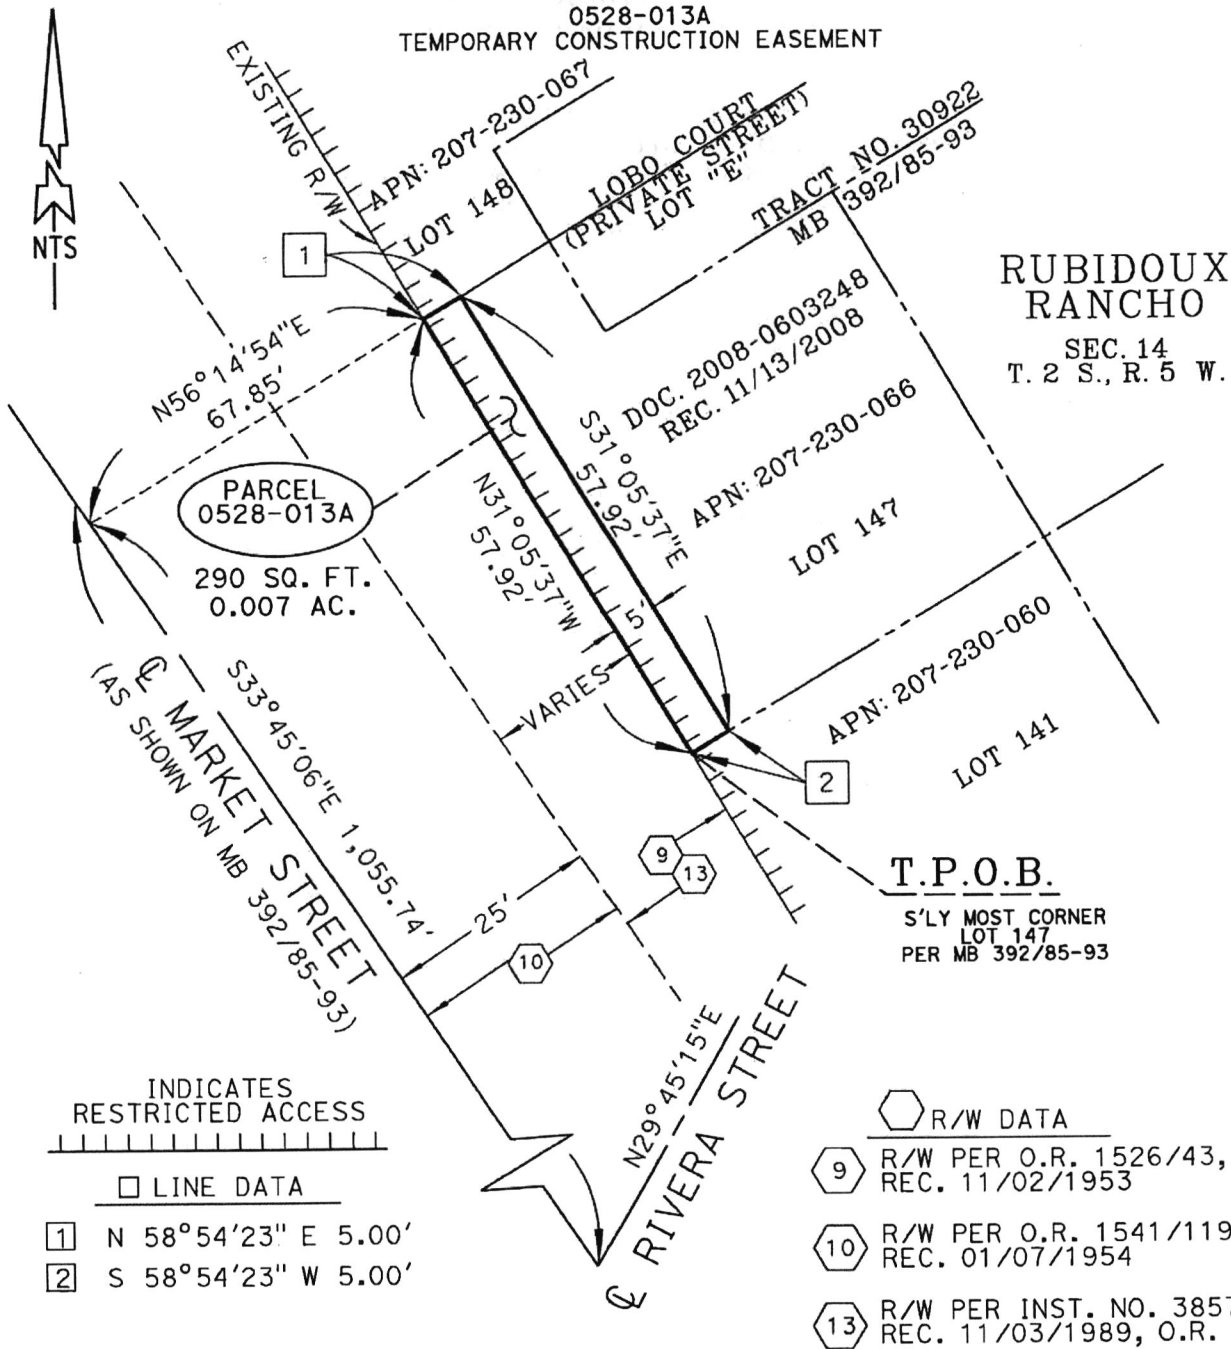 0528-013A
TEMPORARY CONSTRUCTION EASEMENT
NTS
EXISTING R/W
APN: 207-230-067
LOT 148
LOBO COURT
(PRIVATE STREET)
LOT "E"
TRACT NO. 30922
MB 392/85-93
RUBIDOUX
RANCHO
SEC. 14
T. 2 S., R. 5 W.
1
N56°14'54"E
67.85'
DOC. 2008-0603248
REC. 11/13/2008
S31°05'37"E
57.92'
APN: 207-230-066
LOT 147
PARCEL
0528-013A
290 SQ. FT.
0.007 AC.
N31°05'37"W
57.92'
5'
VARIES
APN: 207-230-060
LOT 141
2
℄ MARKET STREET
(AS SHOWN ON MB 392/85-93)
S33°45'06"E 1,055.74'
9
13
25'
10
T.P.O.B.
S'LY MOST CORNER
LOT 147
PER MB 392/85-93
N29°45'15"E
℄ RIVERA STREET
INDICATES
RESTRICTED ACCESS
LINE DATA
1 N 58°54'23" E 5.00'
2 S 58°54'23" W 5.00'
R/W DATA
9 R/W PER O.R. 1526/43,
REC. 11/02/1953
10 R/W PER O.R. 1541/119
REC. 01/07/1954
13 R/W PER INST. NO. 3857
REC. 11/03/1989, O.R.